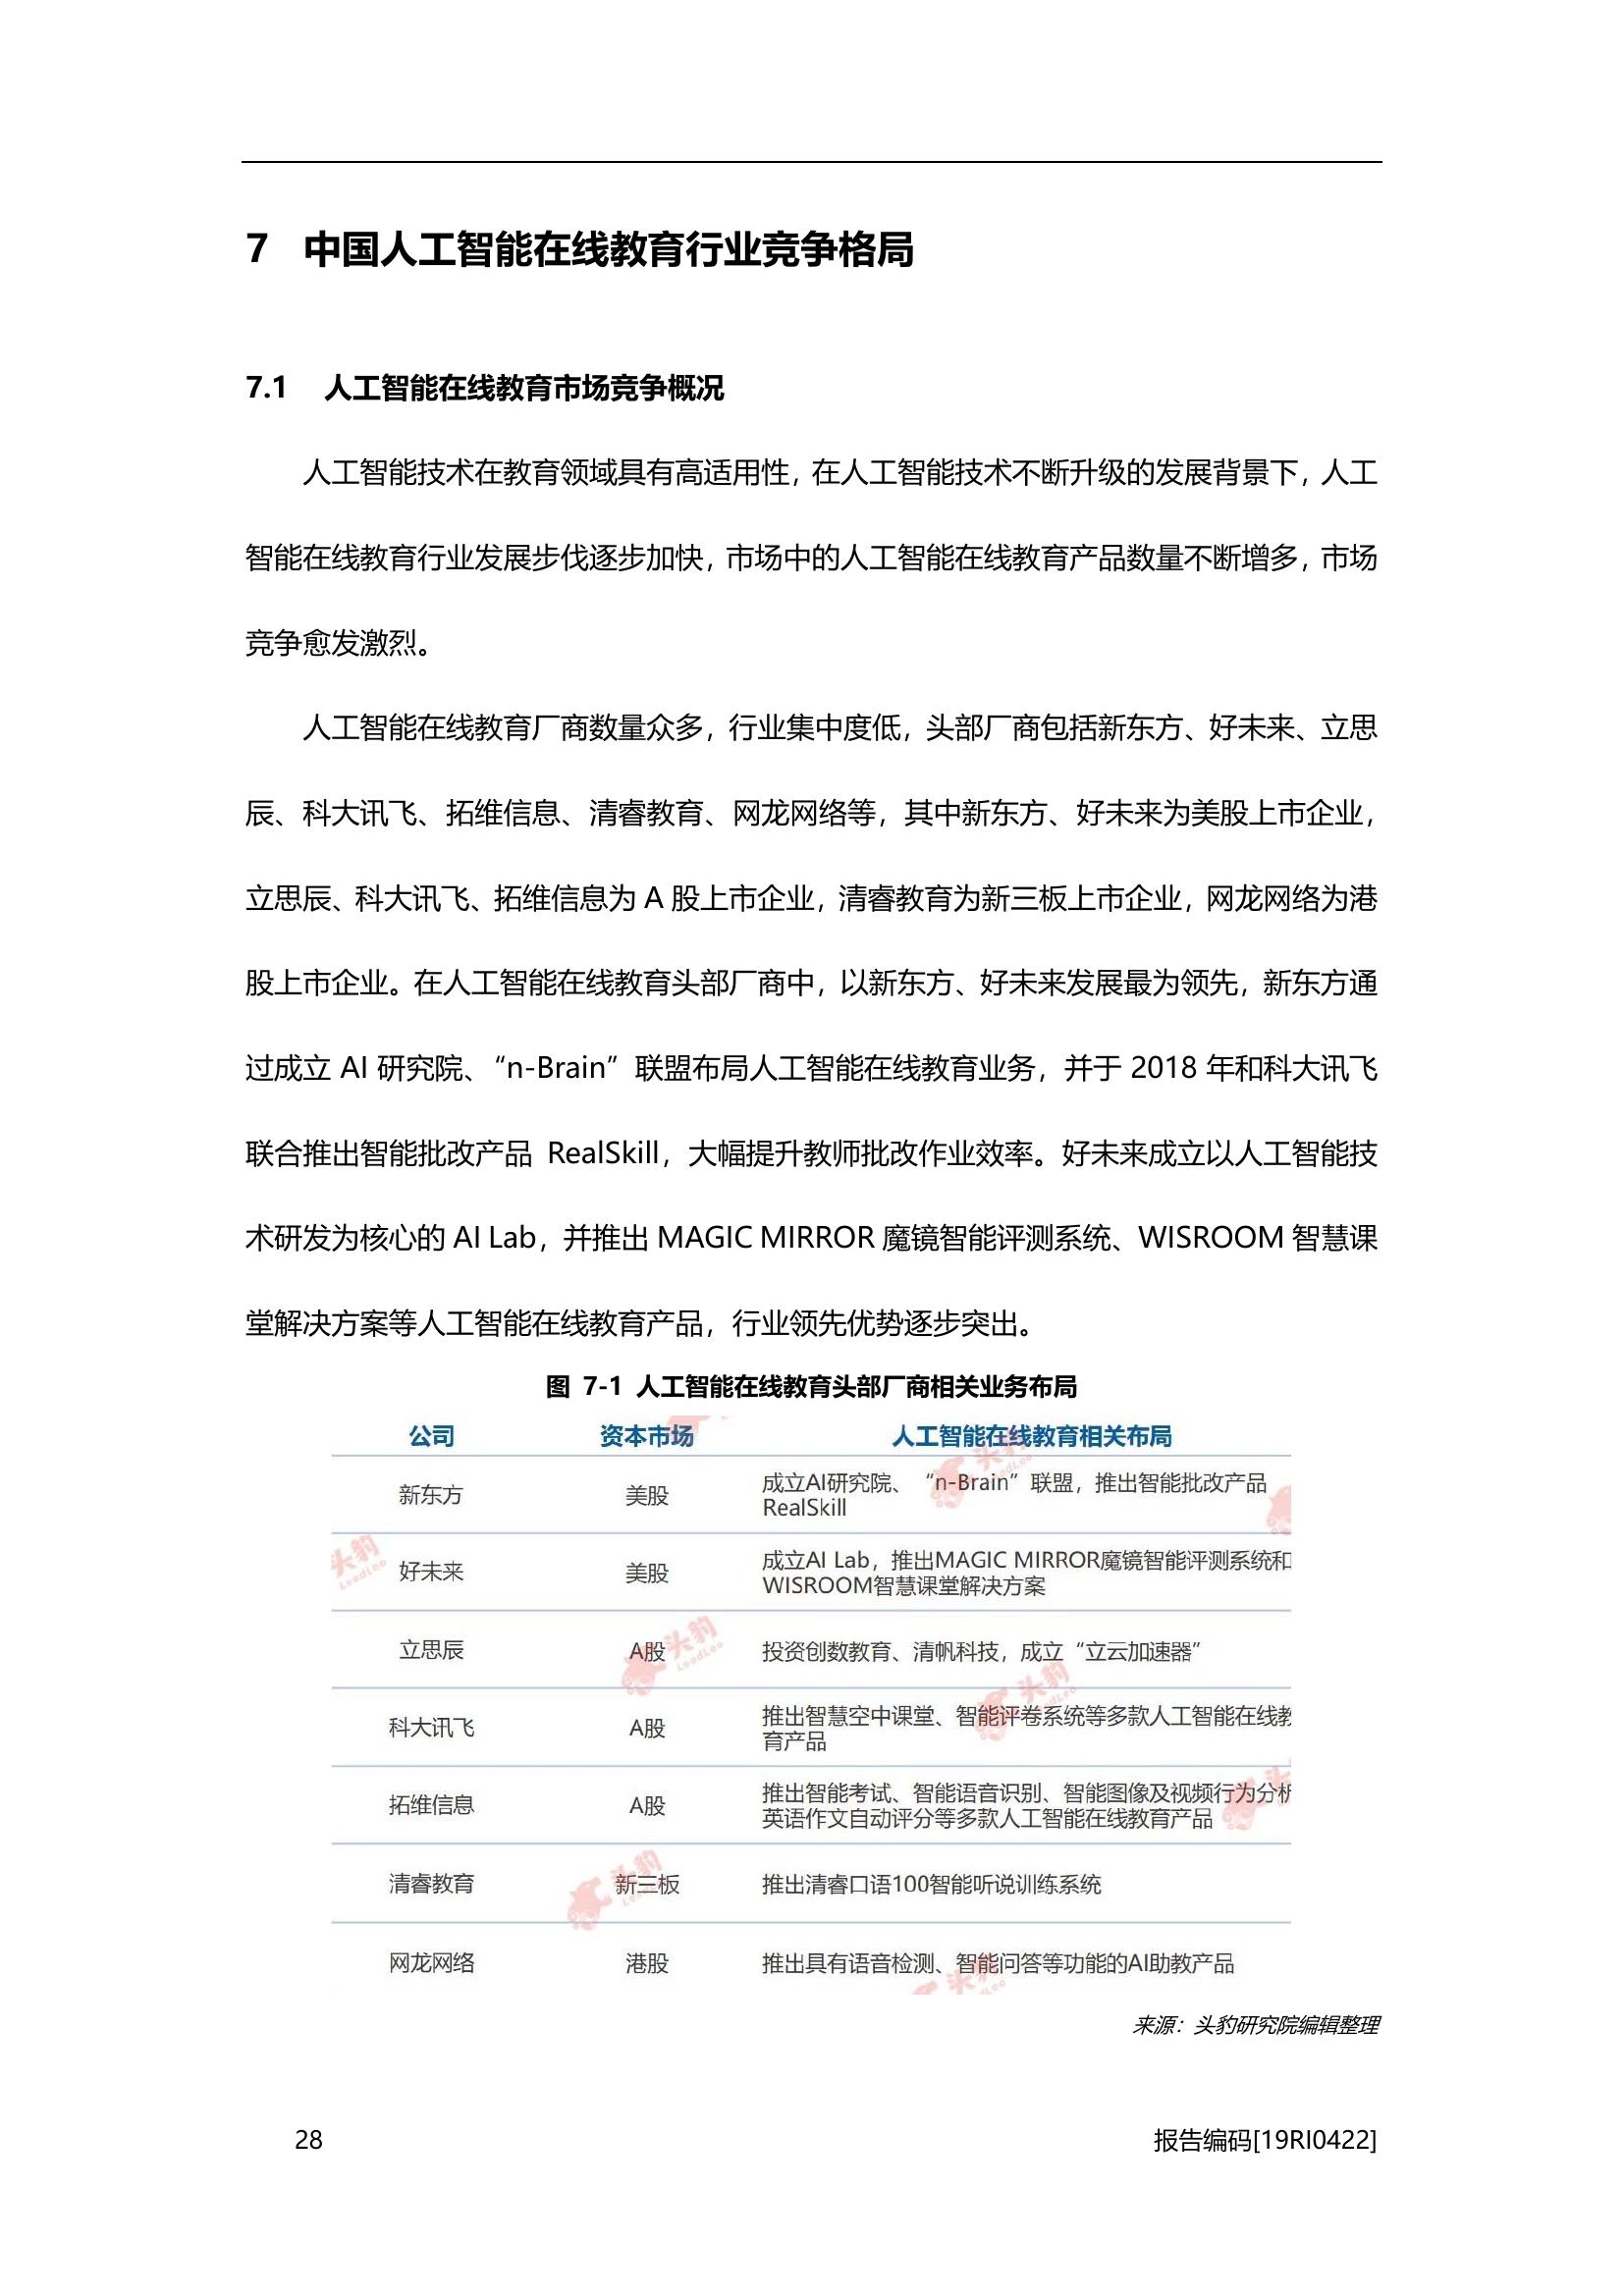 7 中国人工智能在线教育行业竞争格局
7.1 人工智能在线教育市场竞争概况
人工智能技术在教育领域具有高适用性，在人工智能技术不断升级的发展背景下，人工
智能在线教育行业发展步伐逐步加快，市场中的人工智能在线教育产品数量不断增多，市场
竞争愈发激烈。
人工智能在线教育厂商数量众多，行业集中度低，头部厂商包括新东方、好未来、立思
辰、科大讯飞、拓维信息、清睿教育、网龙网络等，其中新东方、好未来为美股上市企业，
立思辰、科大讯飞、拓维信息为 A 股上市企业，清睿教育为新三板上市企业，网龙网络为港
股上市企业。在人工智能在线教育头部厂商中，以新东方、好未来发展最为领先，新东方通
过成立 AI 研究院、“n-Brain”联盟布局人工智能在线教育业务，并于 2018 年和科大讯飞
联合推出智能批改产品 RealSkill，大幅提升教师批改作业效率。好未来成立以人工智能技
术研发为核心的 AI Lab，并推出 MAGIC MIRROR 魔镜智能评测系统、WISROOM 智慧课
堂解决方案等人工智能在线教育产品，行业领先优势逐步突出。
图 7-1 人工智能在线教育头部厂商相关业务布局
公司 资本市场 人工智能在线教育相关布局
新东方 美股 成立AI研究院、“n-Brain”联盟，推出智能批改产品
RealSkill
好未来 美股 成立AI Lab，推出MAGIC MIRROR魔镜智能评测系统和
WISROOM智慧课堂解决方案
立思辰 A股 投资创数教育、清帆科技，成立“立云加速器”
科大讯飞 A股 推出智慧空中课堂、智能评卷系统等多款人工智能在线教
育产品
拓维信息 A股 推出智能考试、智能语音识别、智能图像及视频行为分析
英语作文自动评分等多款人工智能在线教育产品
清睿教育 新三板 推出清睿口语100智能听说训练系统
网龙网络 港股 推出具有语音检测、智能问答等功能的AI助教产品
来源：头豹研究院编辑整理
28 报告编码[19RI0422]